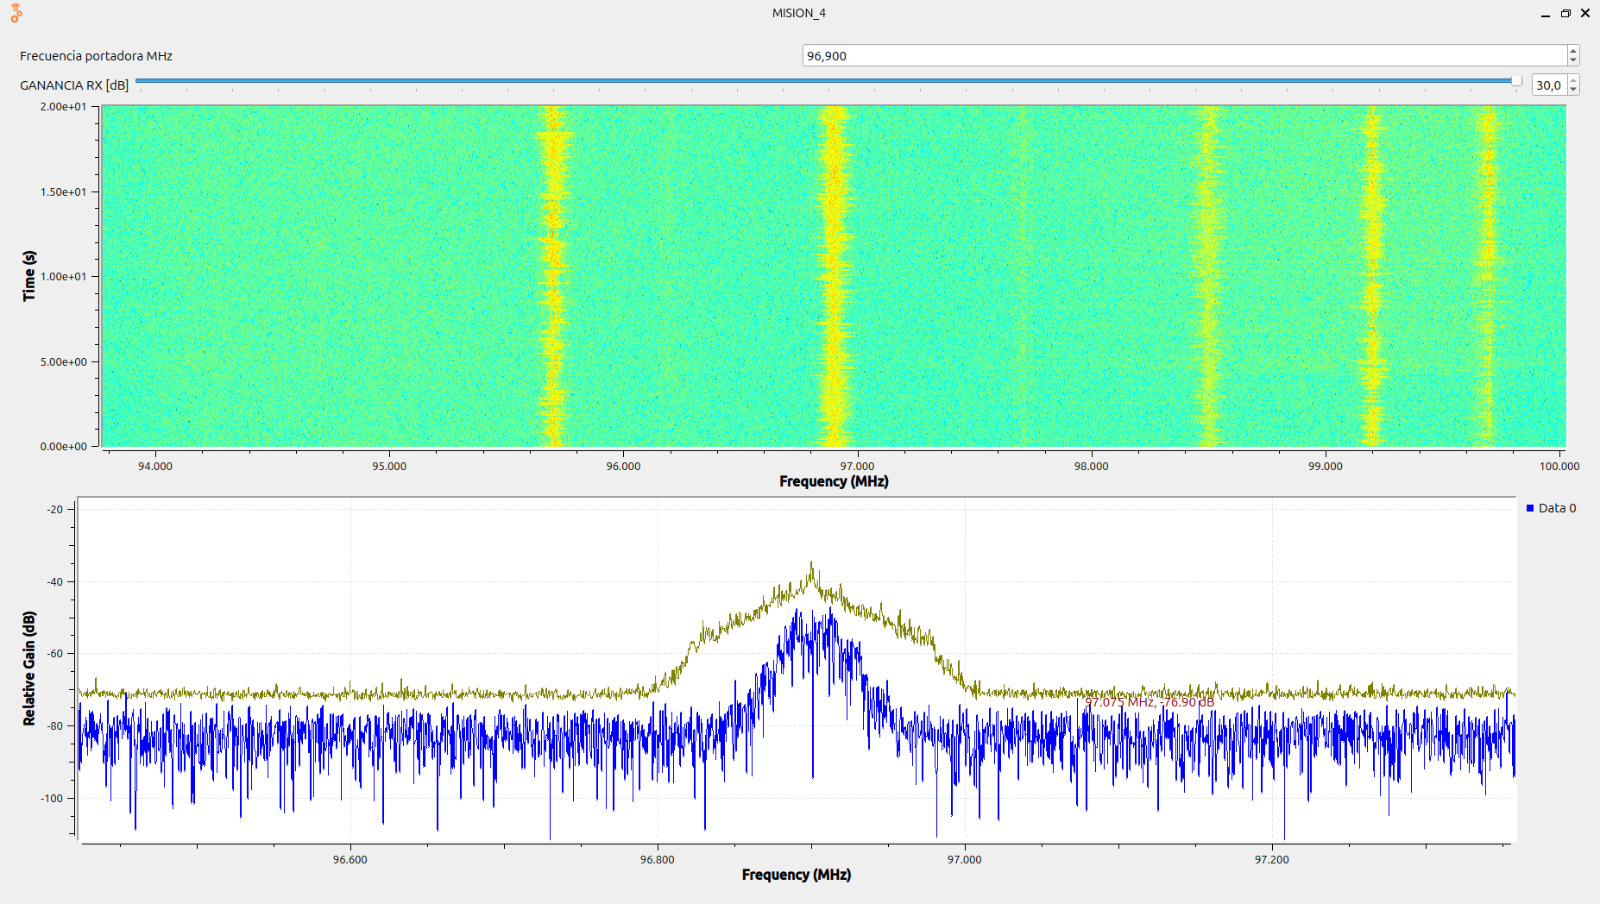 MISION_4
Frecuencia portadora MHz
96,900
GANANCIA RX [dB]
30,0
2.00e+01
1.50e+01
1.00e+01
5.00e+00
0.00e+00
Time (s)
94.000 95.000 96.000 97.000 98.000 99.000 100.000
Frequency (MHz)
Data 0
-20
-40
-60
-80
-100
Relative Gain (dB)
97.075 MHz, -76.90 dB
96.600 96.800 97.000 97.200
Frequency (MHz)